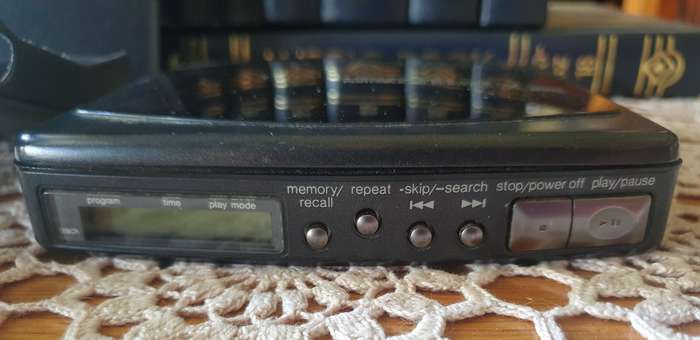 memory/ repeat -skip/-search stop/power off play/pause
recall
program time play mode